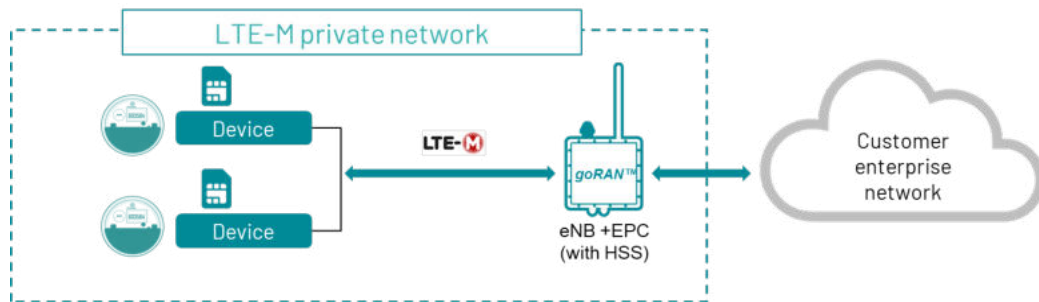 LTE-M private network
Device
LTE-M
goRAN™
Customer
enterprise
network
Device
eNB +EPC
(with HSS)